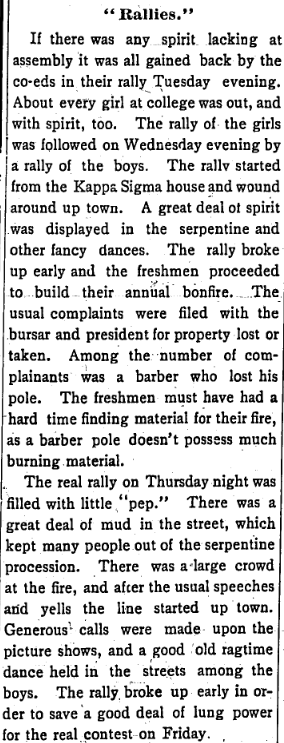 "Rallies."
If there was any spirit lacking at
assembly it was all gained back by the
co-eds in their rally Tuesday evening.
About every girl at college was out, and
with spirit, too. The rally of the girls
was followed on Wednesday evening by
a rally of the boys. The rally started
from the Kappa Sigma house and wound
around up town. A great deal of spirit
was displayed in the serpentine and
other fancy dances. The rally broke
up early and the freshmen proceeded
to build their annual bonfire. The
usual complaints were filed with the
bursar and president for property lost or
taken. Among the number of com-
plainants was a barber who lost his
pole. The freshmen must have had a
hard time finding material for their fire,
as a barber pole doesn't possess much
burning material.
The real rally on Thursday night was
filled with little "pep." There was a
great deal of mud in the street, which
kept many people out of the serpentine
procession. There was a large crowd
at the fire, and after the usual speeches
and yells the line started up town.
Generous calls were made upon the
picture shows, and a good old ragtime
dance held in the streets among the
boys. The rally broke up early in or-
der to save a good deal of lung power
for the real contest on Friday.